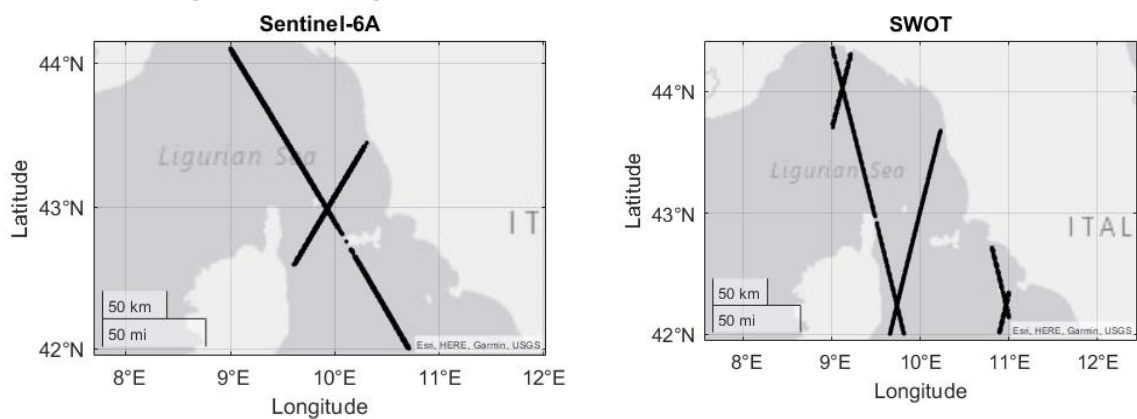 Sentinel-6A
44°N
43°N
42°N
Latitude
Ligurian Sea
IT
50 km
50 mi
Esri, HERE, Garmin, USGS
8°E 9°E 10°E 11°E 12°E
Longitude
SWOT
44°N
43°N
42°N
Latitude
Ligurian Sea
ITAL
50 km
50 mi
Esri, HERE, Garmin, USGS
8°E 9°E 10°E 11°E 12°E
Longitude